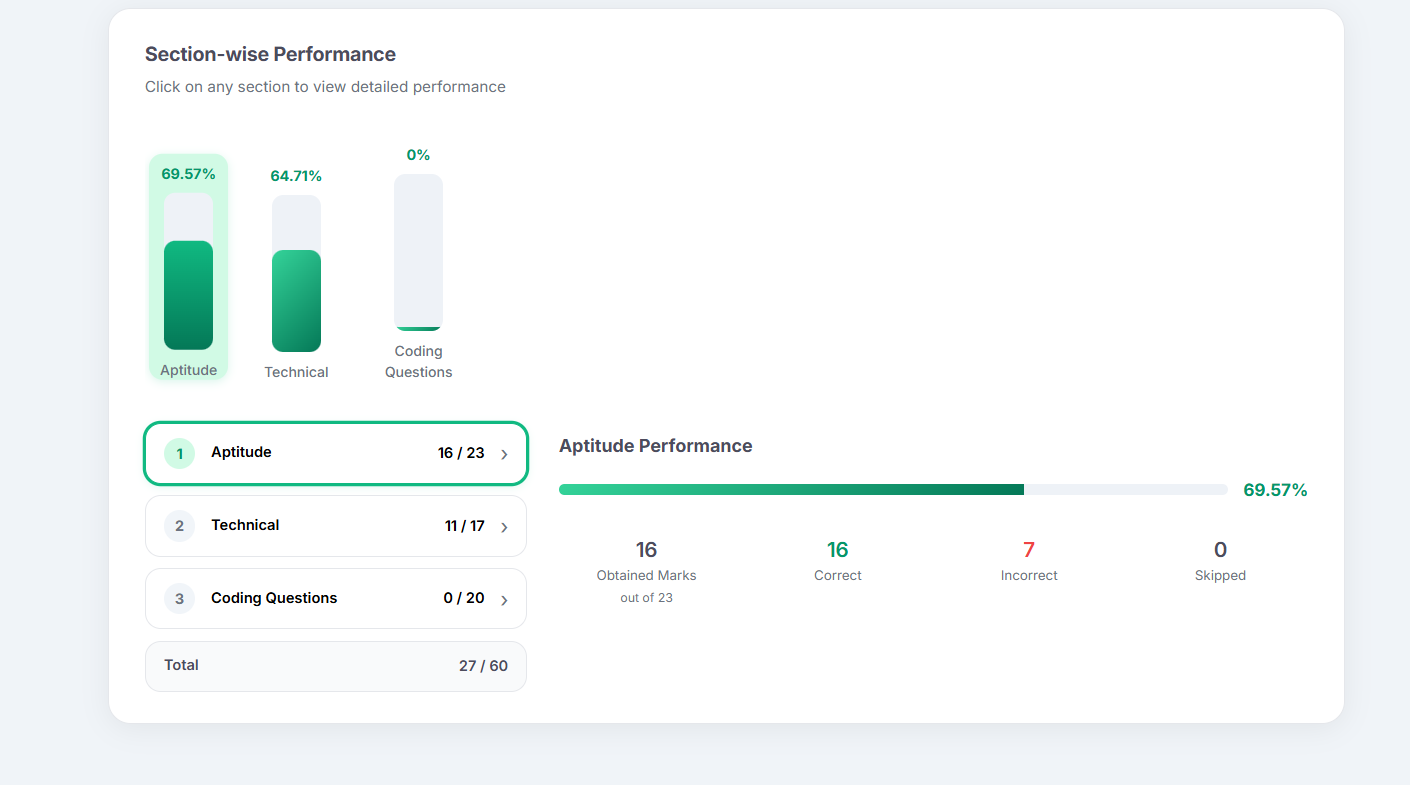 Section-wise Performance
Click on any section to view detailed performance
69.57%
64.71%
0%
Aptitude
Technical
Coding
Questions
1 Aptitude 16 / 23 ›
2 Technical 11 / 17 ›
3 Coding Questions 0 / 20 ›
Total 27 / 60
Aptitude Performance
69.57%
16
Obtained Marks
out of 23
16
Correct
7
Incorrect
0
Skipped